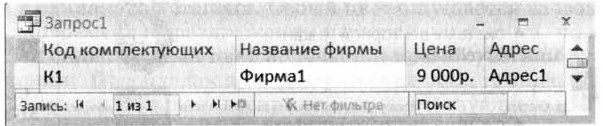 Запрос1
Код комплектующих Название фирмы Цена Адрес
К1 Фирма1 9 000р. Адрес1
Запись: 1 из 1 Нет фильтра Поиск